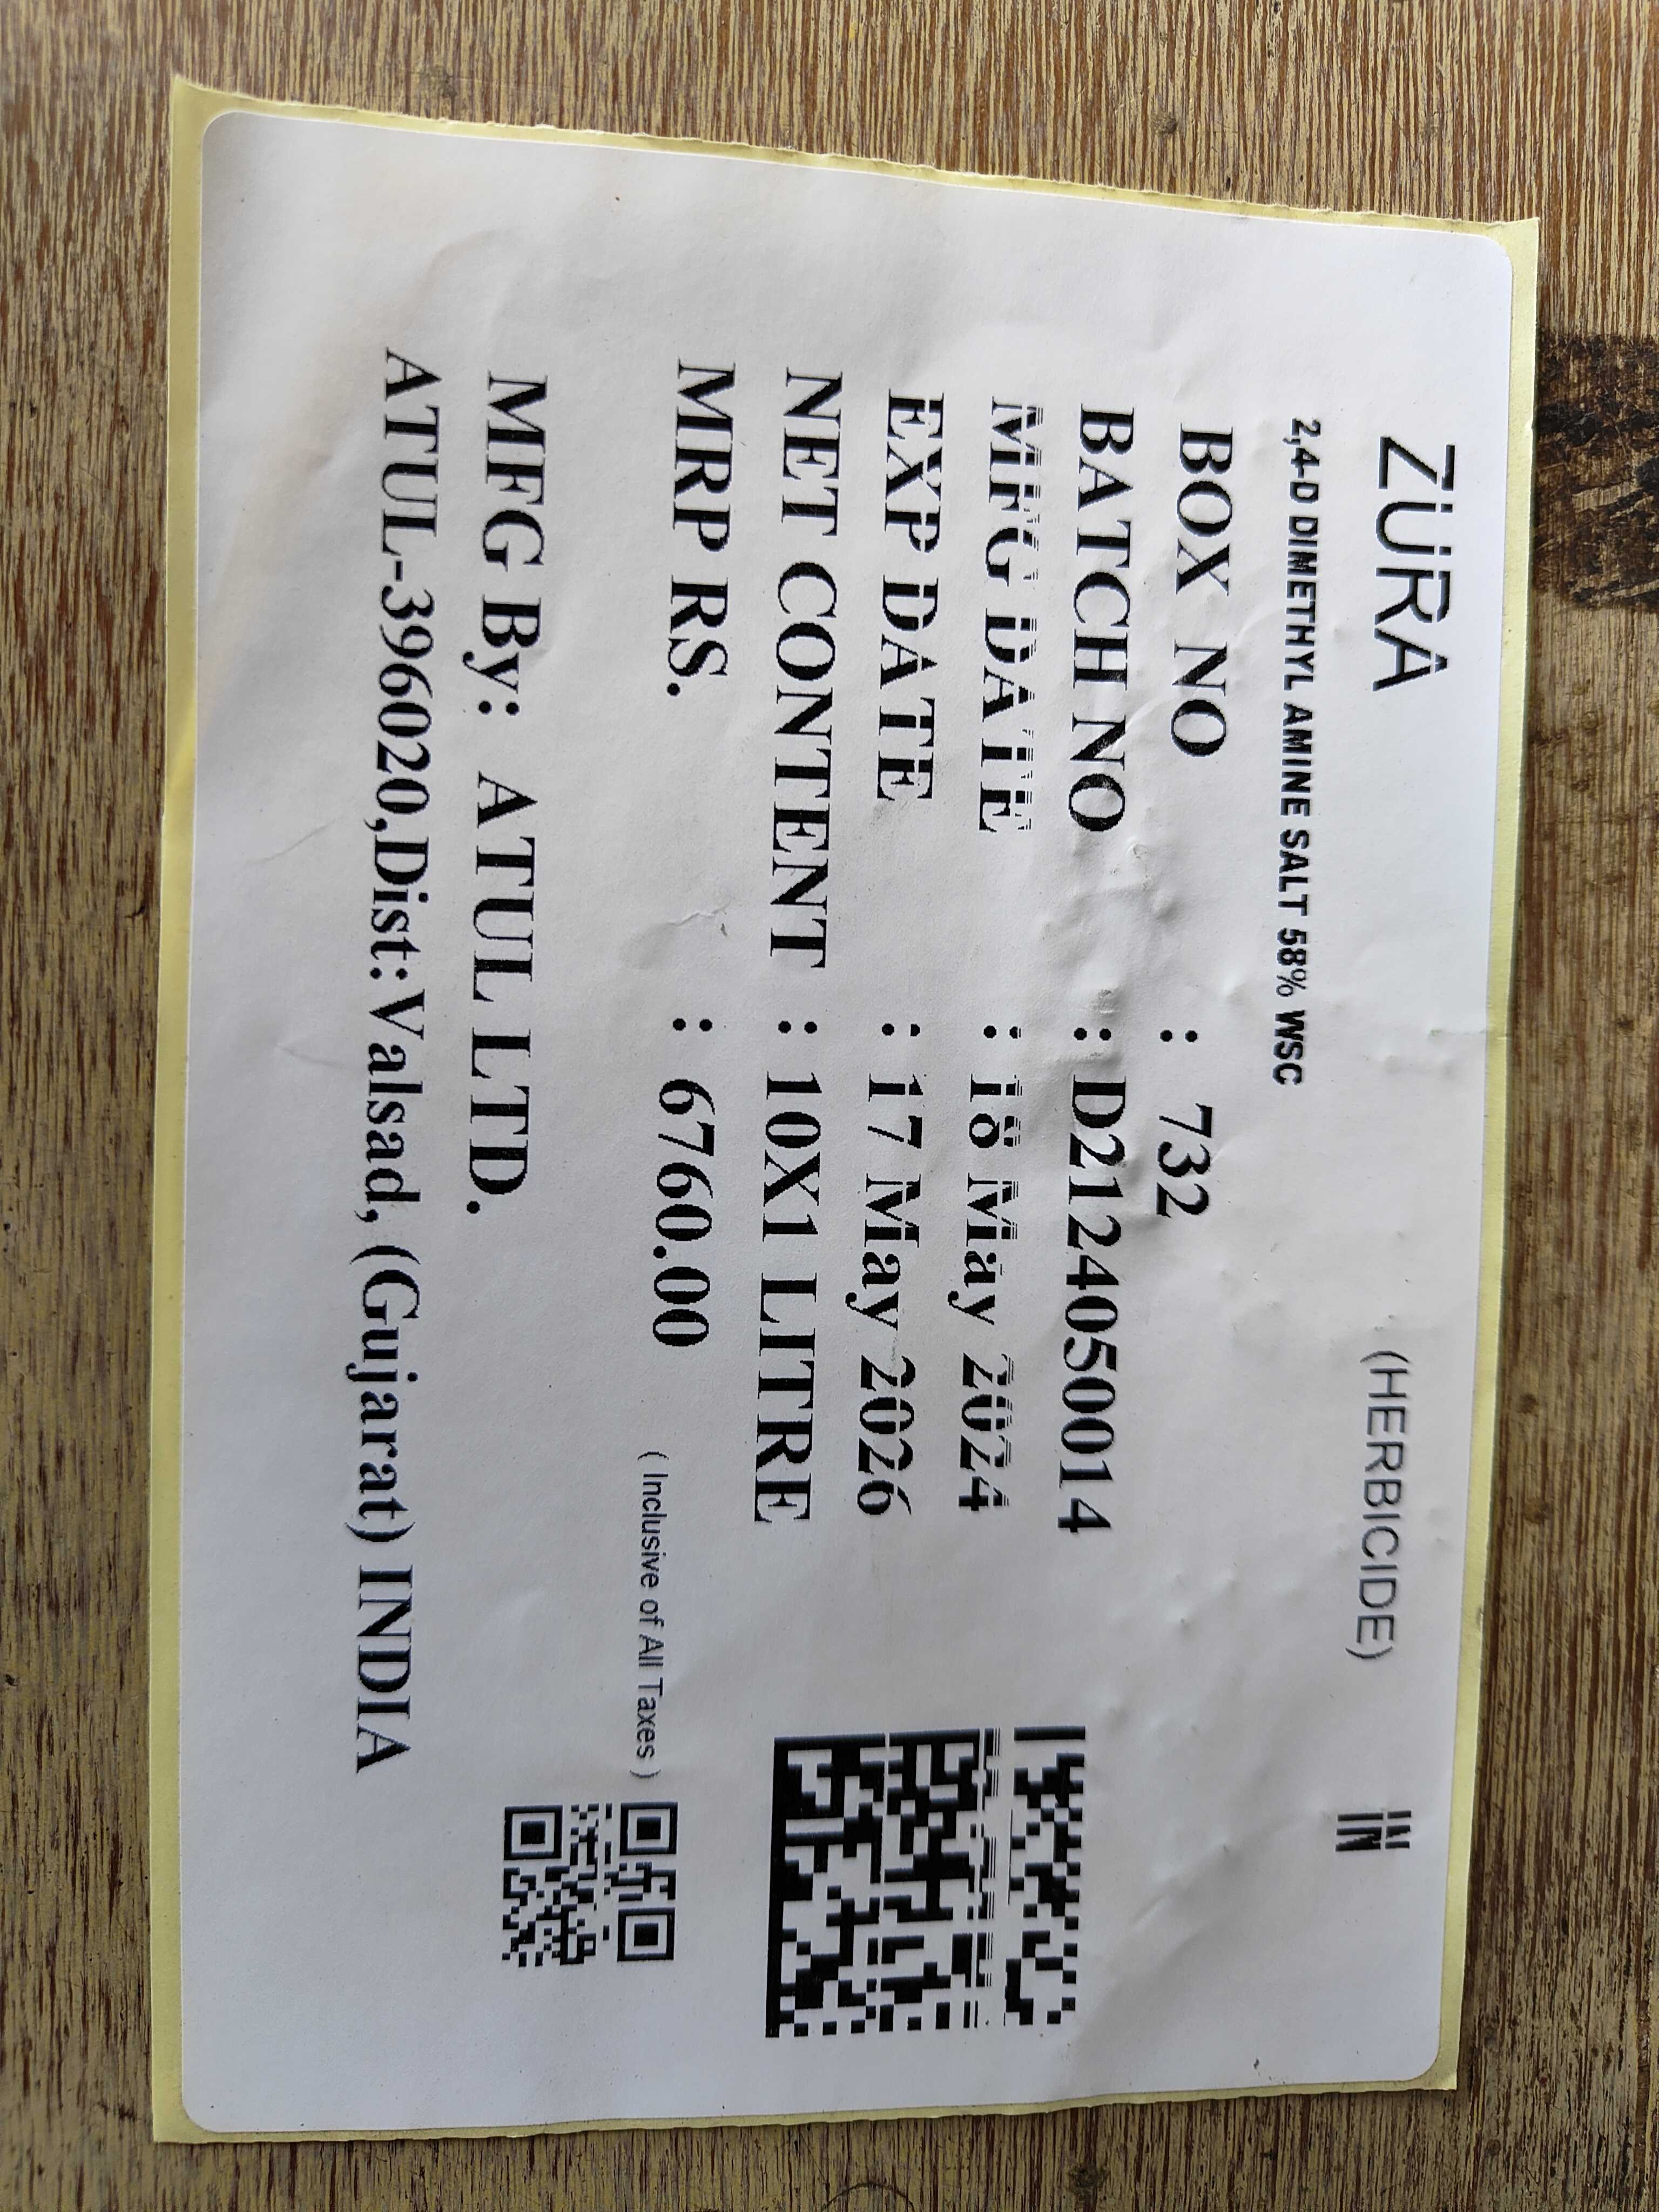 ZURA (HERBICIDE) IN
2,4-D DIMETHYL AMINE SALT 58% WSC
BOX NO : 732
BATCH NO : D2124050014
MFG DATE : 18 May 2024
EXP DATE : 17 May 2026
NET CONTENT : 10X1 LITRE
MRP RS. : 6760.00 ( Inclusive of All Taxes )
MFG By: ATUL LTD.
ATUL-396020,Dist:Valsad, (Gujarat) INDIA